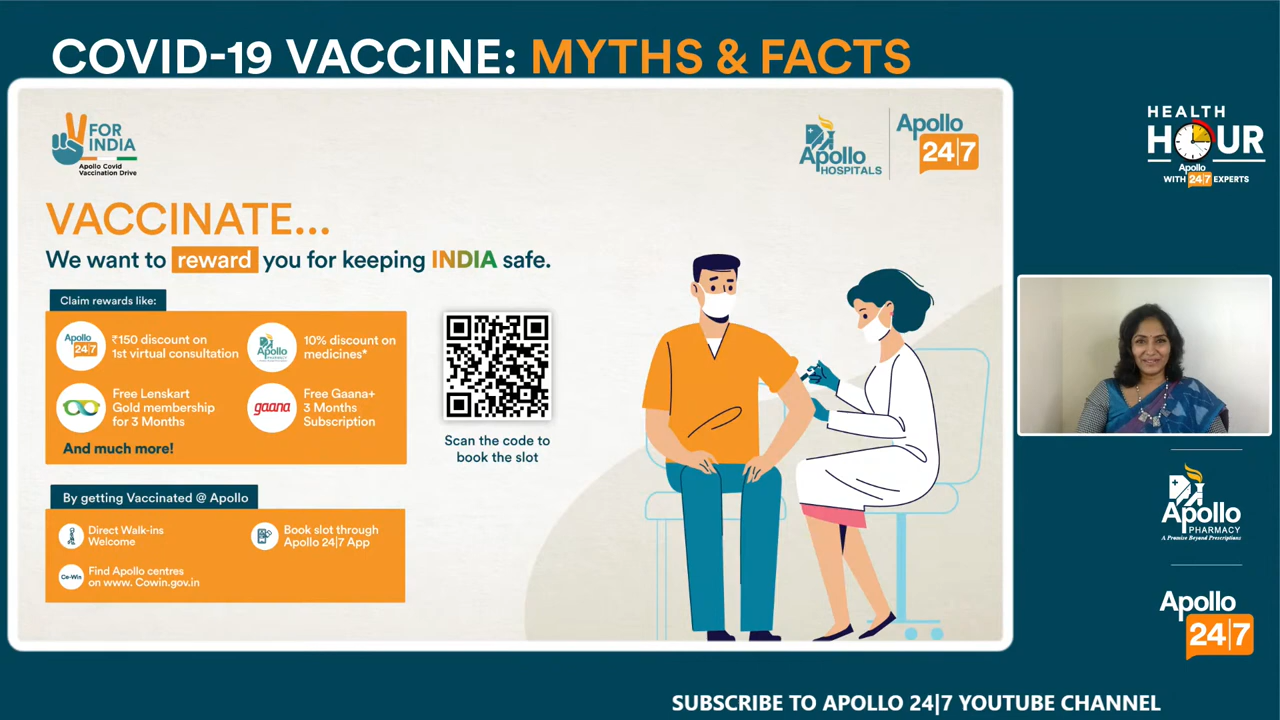 COVID-19 VACCINE: MYTHS & FACTS
FOR
INDIA
Apollo Covid
Vaccination Drive
Apollo
HOSPITALS
Apollo
24|7
HEALTH
HOUR
Apollo
WITH 24|7 EXPERTS
VACCINATE...
We want to reward you for keeping INDIA safe.
Claim rewards like:
Apollo
24|7
₹150 discount on
1st virtual consultation
Apollo
PHARMACY
10% discount on
medicines*
Free Lenskart
Gold membership
for 3 Months
gaana
Free Gaana+
3 Months
Subscription
And much more!
Scan the code to
book the slot
By getting Vaccinated @ Apollo
Direct Walk-ins
Welcome
Book slot through
Apollo 24|7 App
Co-Win
Find Apollo centres
on www. Cowin.gov.in
Apollo
PHARMACY
A Promise Beyond Prescriptions
Apollo
24|7
SUBSCRIBE TO APOLLO 24|7 YOUTUBE CHANNEL